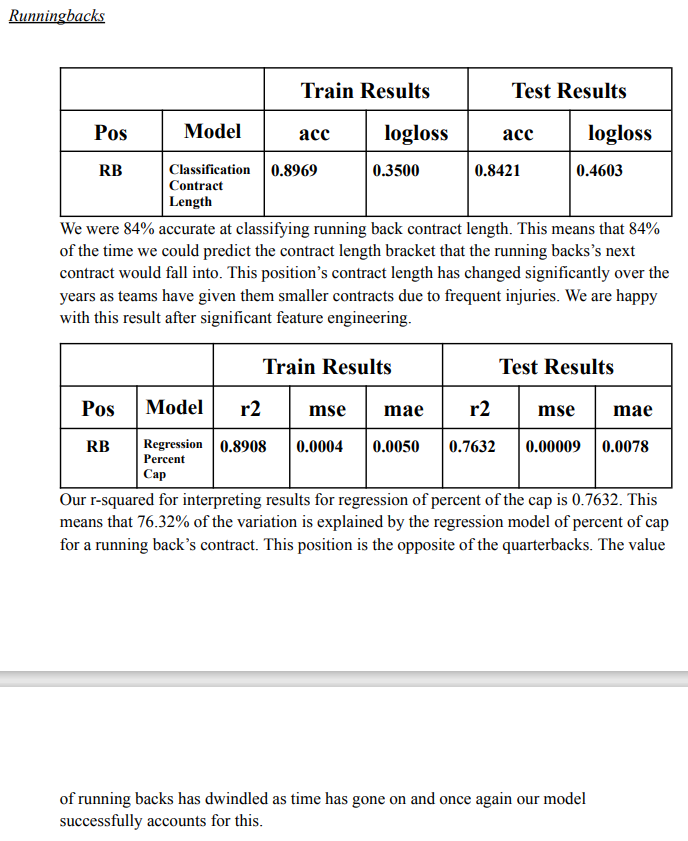 Runningbacks
Train Results Test Results
Pos Model acc logloss acc logloss
RB Classification Contract Length 0.8969 0.3500 0.8421 0.4603
We were 84% accurate at classifying running back contract length. This means that 84%
of the time we could predict the contract length bracket that the running backs’s next
contract would fall into. This position’s contract length has changed significantly over the
years as teams have given them smaller contracts due to frequent injuries. We are happy
with this result after significant feature engineering.
Train Results Test Results
Pos Model r2 mse mae r2 mse mae
RB Regression Percent Cap 0.8908 0.0004 0.0050 0.7632 0.00009 0.0078
Our r-squared for interpreting results for regression of percent of the cap is 0.7632. This
means that 76.32% of the variation is explained by the regression model of percent of cap
for a running back’s contract. This position is the opposite of the quarterbacks. The value
of running backs has dwindled as time has gone on and once again our model
successfully accounts for this.